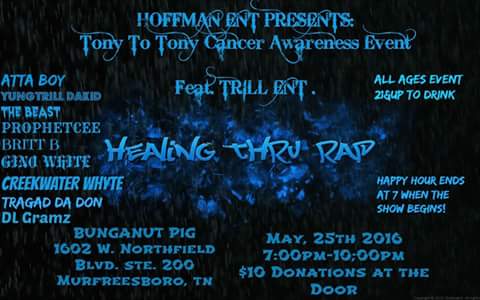 HOFFMAN ENT PRESENTS:
Tony To Tony Cancer Awareness Event
Feat. TRILL ENT .
ATTA BOY
YUNGTRILL DAKID
THE BEAST
PROPHETCEE
BRITT B
GINO WHITE
CREEKWATER WHYTE
TRAGAD DA DON
DL Gramz
ALL AGES EVENT
21&UP TO DRINK
HEALING THRU RAP
HAPPY HOUR ENDS
AT 7 WHEN THE
SHOW BEGINS!
BUNGANUT PIG
1602 W. NORTHFIELD
BLVD. STE. 200
MURFREESBORO, TN
MAY, 25TH 2016
7:00PM-10:00PM
$10 DONATIONS AT THE
DOOR